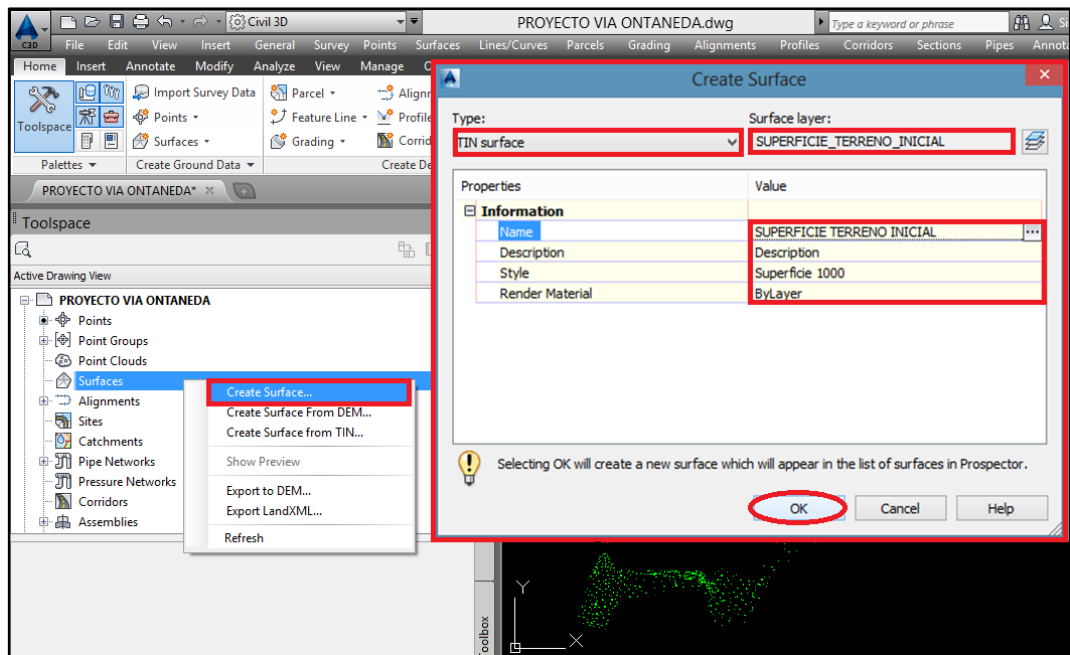 Civil 3D
PROYECTO VIA ONTANEDA.dwg
Type a keyword or phrase
C3D
File Edit View Insert General Survey Points Surfaces Lines/Curves Parcels Grading Alignments Profiles Corridors Sections Pipes
Home Insert Annotate Modify Analyze View Manage
Import Survey Data
Parcel
Points
Feature Line
Profile
Toolspace
Surfaces
Grading
Palettes
Create Ground Data
PROYECTO VIA ONTANEDA*
Toolspace
Active Drawing View
PROYECTO VIA ONTANEDA
Points
Point Groups
Point Clouds
Surfaces
Alignments
Sites
Catchments
Pipe Networks
Pressure Networks
Corridors
Assemblies
Create Surface...
Create Surface From DEM...
Create Surface from TIN...
Show Preview
Export to DEM...
Export LandXML...
Refresh
Create Surface
Type:
Surface layer:
TIN surface
SUPERFICIE_TERRENO_INICIAL
Properties
Value
Information
Name
SUPERFICIE TERRENO INICIAL
...
Description
Description
Style
Superficie 1000
Render Material
ByLayer
Selecting OK will create a new surface which will appear in the list of surfaces in Prospector.
OK
Cancel
Help
Y
X